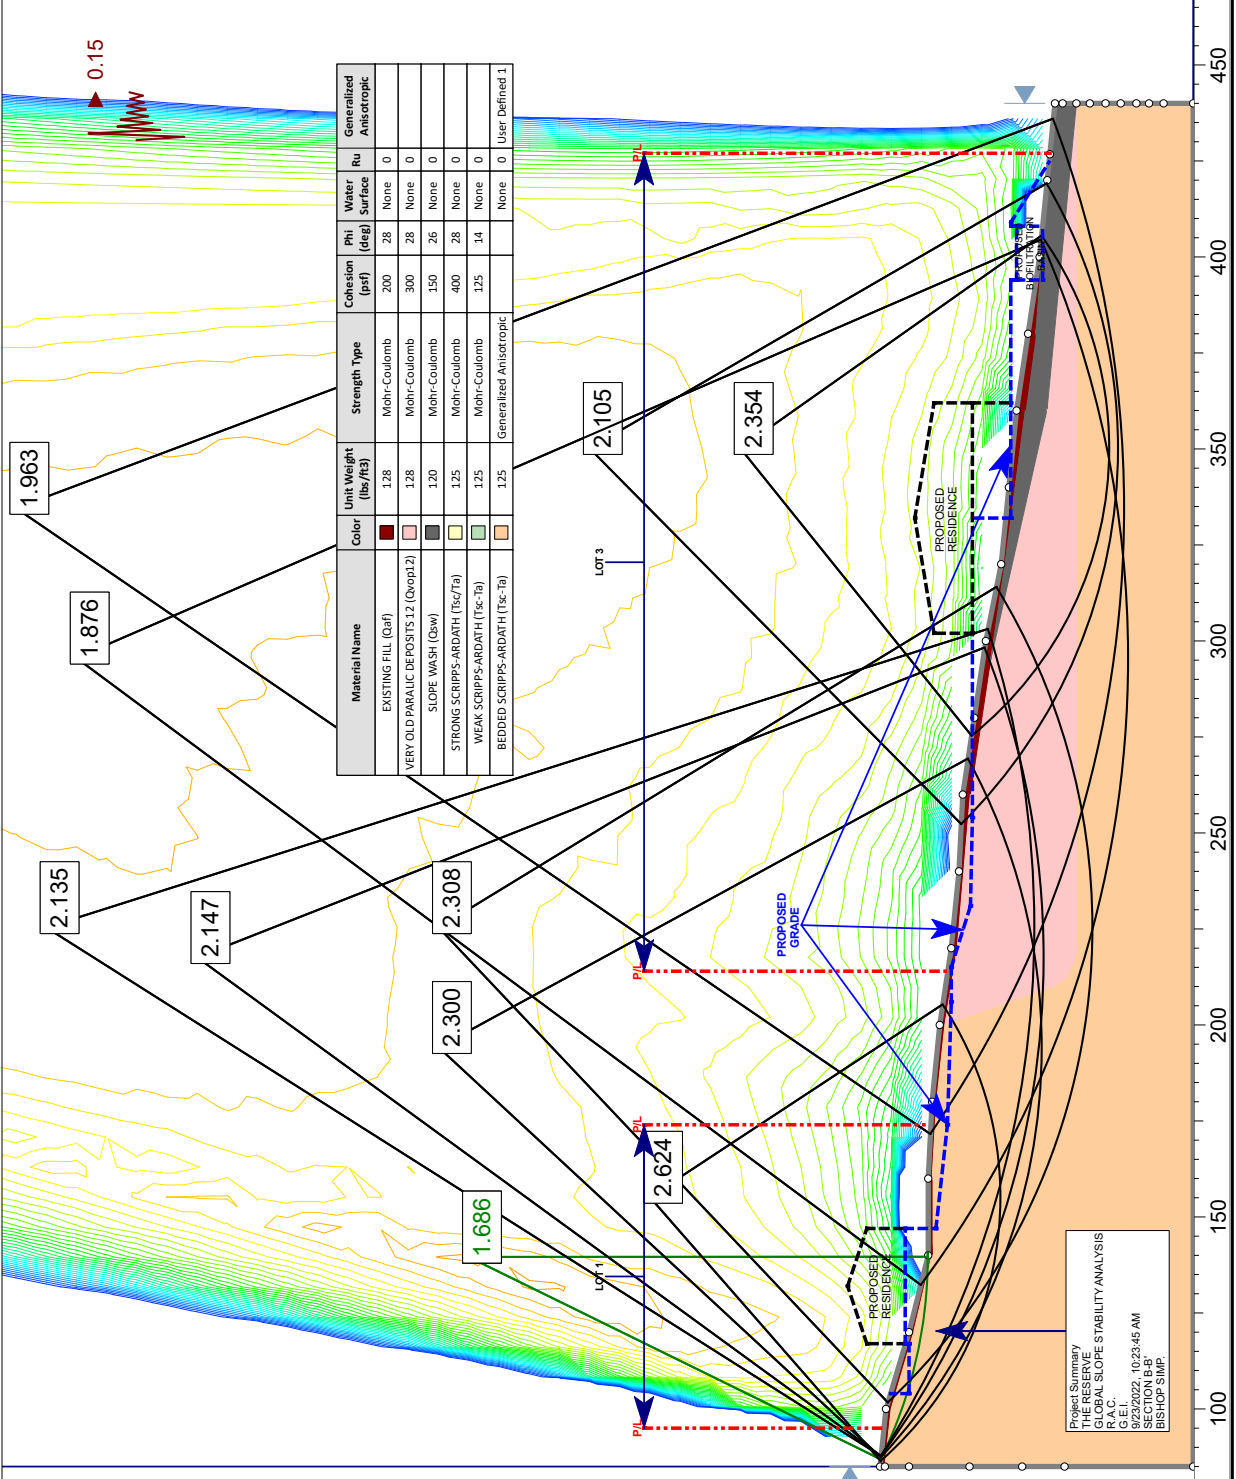 0.15
1.963
1.876
2.135
2.147
2.308
2.300
2.105
2.354
2.624
1.686
Material Name Color Unit Weight (lbs/ft3) Strength Type Cohesion (psf) Phi (deg) Water Surface Ru Generalized Anisotropic
EXISTING FILL (Qaf) 128 Mohr-Coulomb 200 28 None 0
VERY OLD PARALIC DEPOSITS 12 (Qvop12) 128 Mohr-Coulomb 300 28 None 0
SLOPE WASH (Qsw) 120 Mohr-Coulomb 150 26 None 0
STRONG SCRIPPS-ARDATH (Tsc/Ta) 125 Mohr-Coulomb 400 28 None 0
WEAK SCRIPPS-ARDATH (Tsc-Ta) 125 Mohr-Coulomb 125 14 None 0
BEDDED SCRIPPS-ARDATH (Tsc-Ta) 125 Generalized Anisotropic None 0 User Defined 1
P/L
P/L
P/L
P/L
LOT 1
LOT 3
PROPOSED
RESIDENCE
PROPOSED
GRADE
PROPOSED
RESIDENCE
PROPOSED
BIOFILTRATION
BASIN
Project Summary
THE RESERVE
GLOBAL SLOPE STABILITY ANALYSIS
R.A.C.
G.E.I.
9/23/2022, 10:23:45 AM
SECTION B-B'
BISHOP SIMP.
100 150 200 250 300 350 400 450